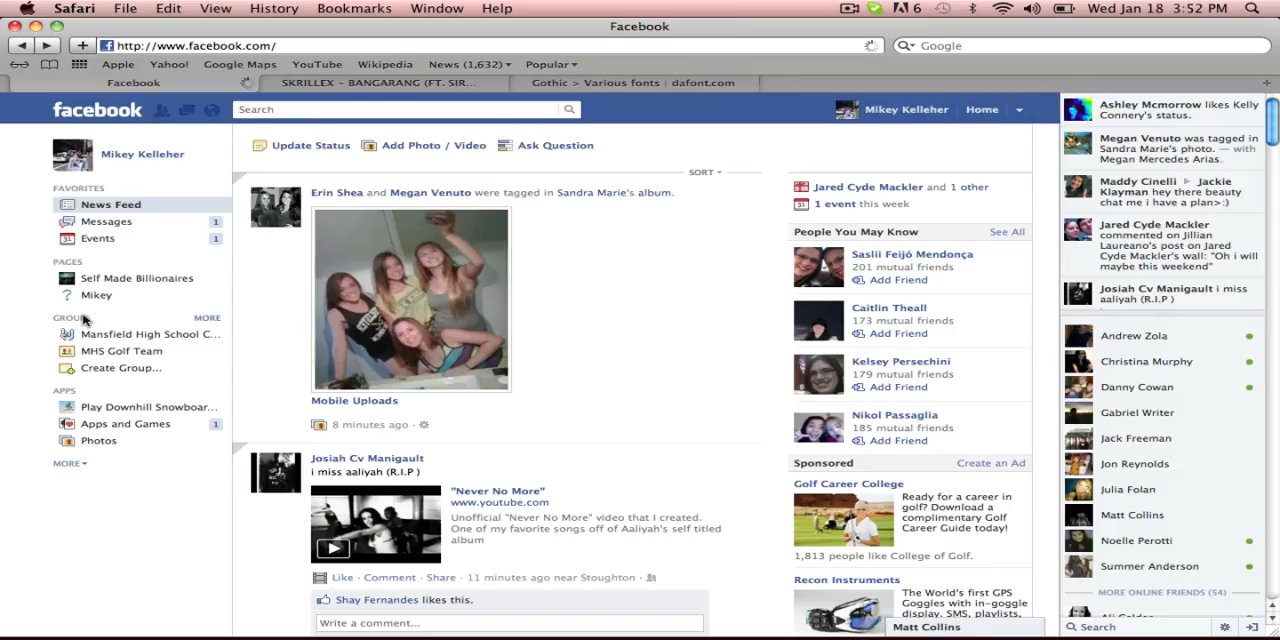 Safari File Edit View History Bookmarks Window Help 6 Wed Jan 18 3:52 PM
Facebook
http://www.facebook.com/ Google
Apple Yahoo! Google Maps YouTube Wikipedia News (1,632) Popular
Facebook SKRILLEX – BANGARANG (FT. SIR... Gothic > Various fonts | dafont.com
facebook Search Mikey Kelleher Home
Mikey Kelleher
FAVORITES
News Feed
Messages 1
Events 1
PAGES
Self Made Billionaires
Mikey
MORE
Mansfield High School C...
MHS Golf Team
Create Group...
APPS
Play Downhill Snowboar...
Apps and Games 1
Photos
MORE
Update Status Add Photo / Video Ask Question
SORT
Erin Shea and Megan Venuto were tagged in Sandra Marie's album.
Mobile Uploads
8 minutes ago
Josiah Cv Manigault
i miss aaliyah (R.I.P )
"Never No More"
www.youtube.com
Unofficial "Never No More" video that I created.
One of my favorite songs off of Aaliyah's self titled
album
Like · Comment · Share · 11 minutes ago near Stoughton
Shay Fernandes likes this.
Write a comment...
Jared Cyde Mackler and 1 other
31 1 event this week
People You May Know See All
Saslii Feijó Mendonça
201 mutual friends
Add Friend
Caitlin Theall
173 mutual friends
Add Friend
Kelsey Persechini
179 mutual friends
Add Friend
Nikol Passaglia
185 mutual friends
Add Friend
Sponsored Create an Ad
Golf Career College
Ready for a career in
golf? Download a
complimentary Golf
Career Guide today!
1,813 people like College of Golf.
Recon Instruments
The World's first GPS
Goggles with in-goggle
display. SMS, playlists,
Matt Collins
Ashley Mcmorrow likes Kelly
Connery's status.
Megan Venuto was tagged in
Sandra Marie's photo. — with
Megan Mercedes Arias.
Maddy Cinelli Jackie
Klayman hey there beauty
chat me i have a plan>:)
Jared Cyde Mackler
commented on Jillian
Laureano's post on Jared
Cyde Mackler's wall: "Oh i will
maybe this weekend"
Josiah Cv Manigault i miss
aaliyah (R.I.P )
Andrew Zola
Christina Murphy
Danny Cowan
Gabriel Writer
Jack Freeman
Jon Reynolds
Julia Folan
Matt Collins
Noelle Perotti
Summer Anderson
MORE ONLINE FRIENDS (54)
Search